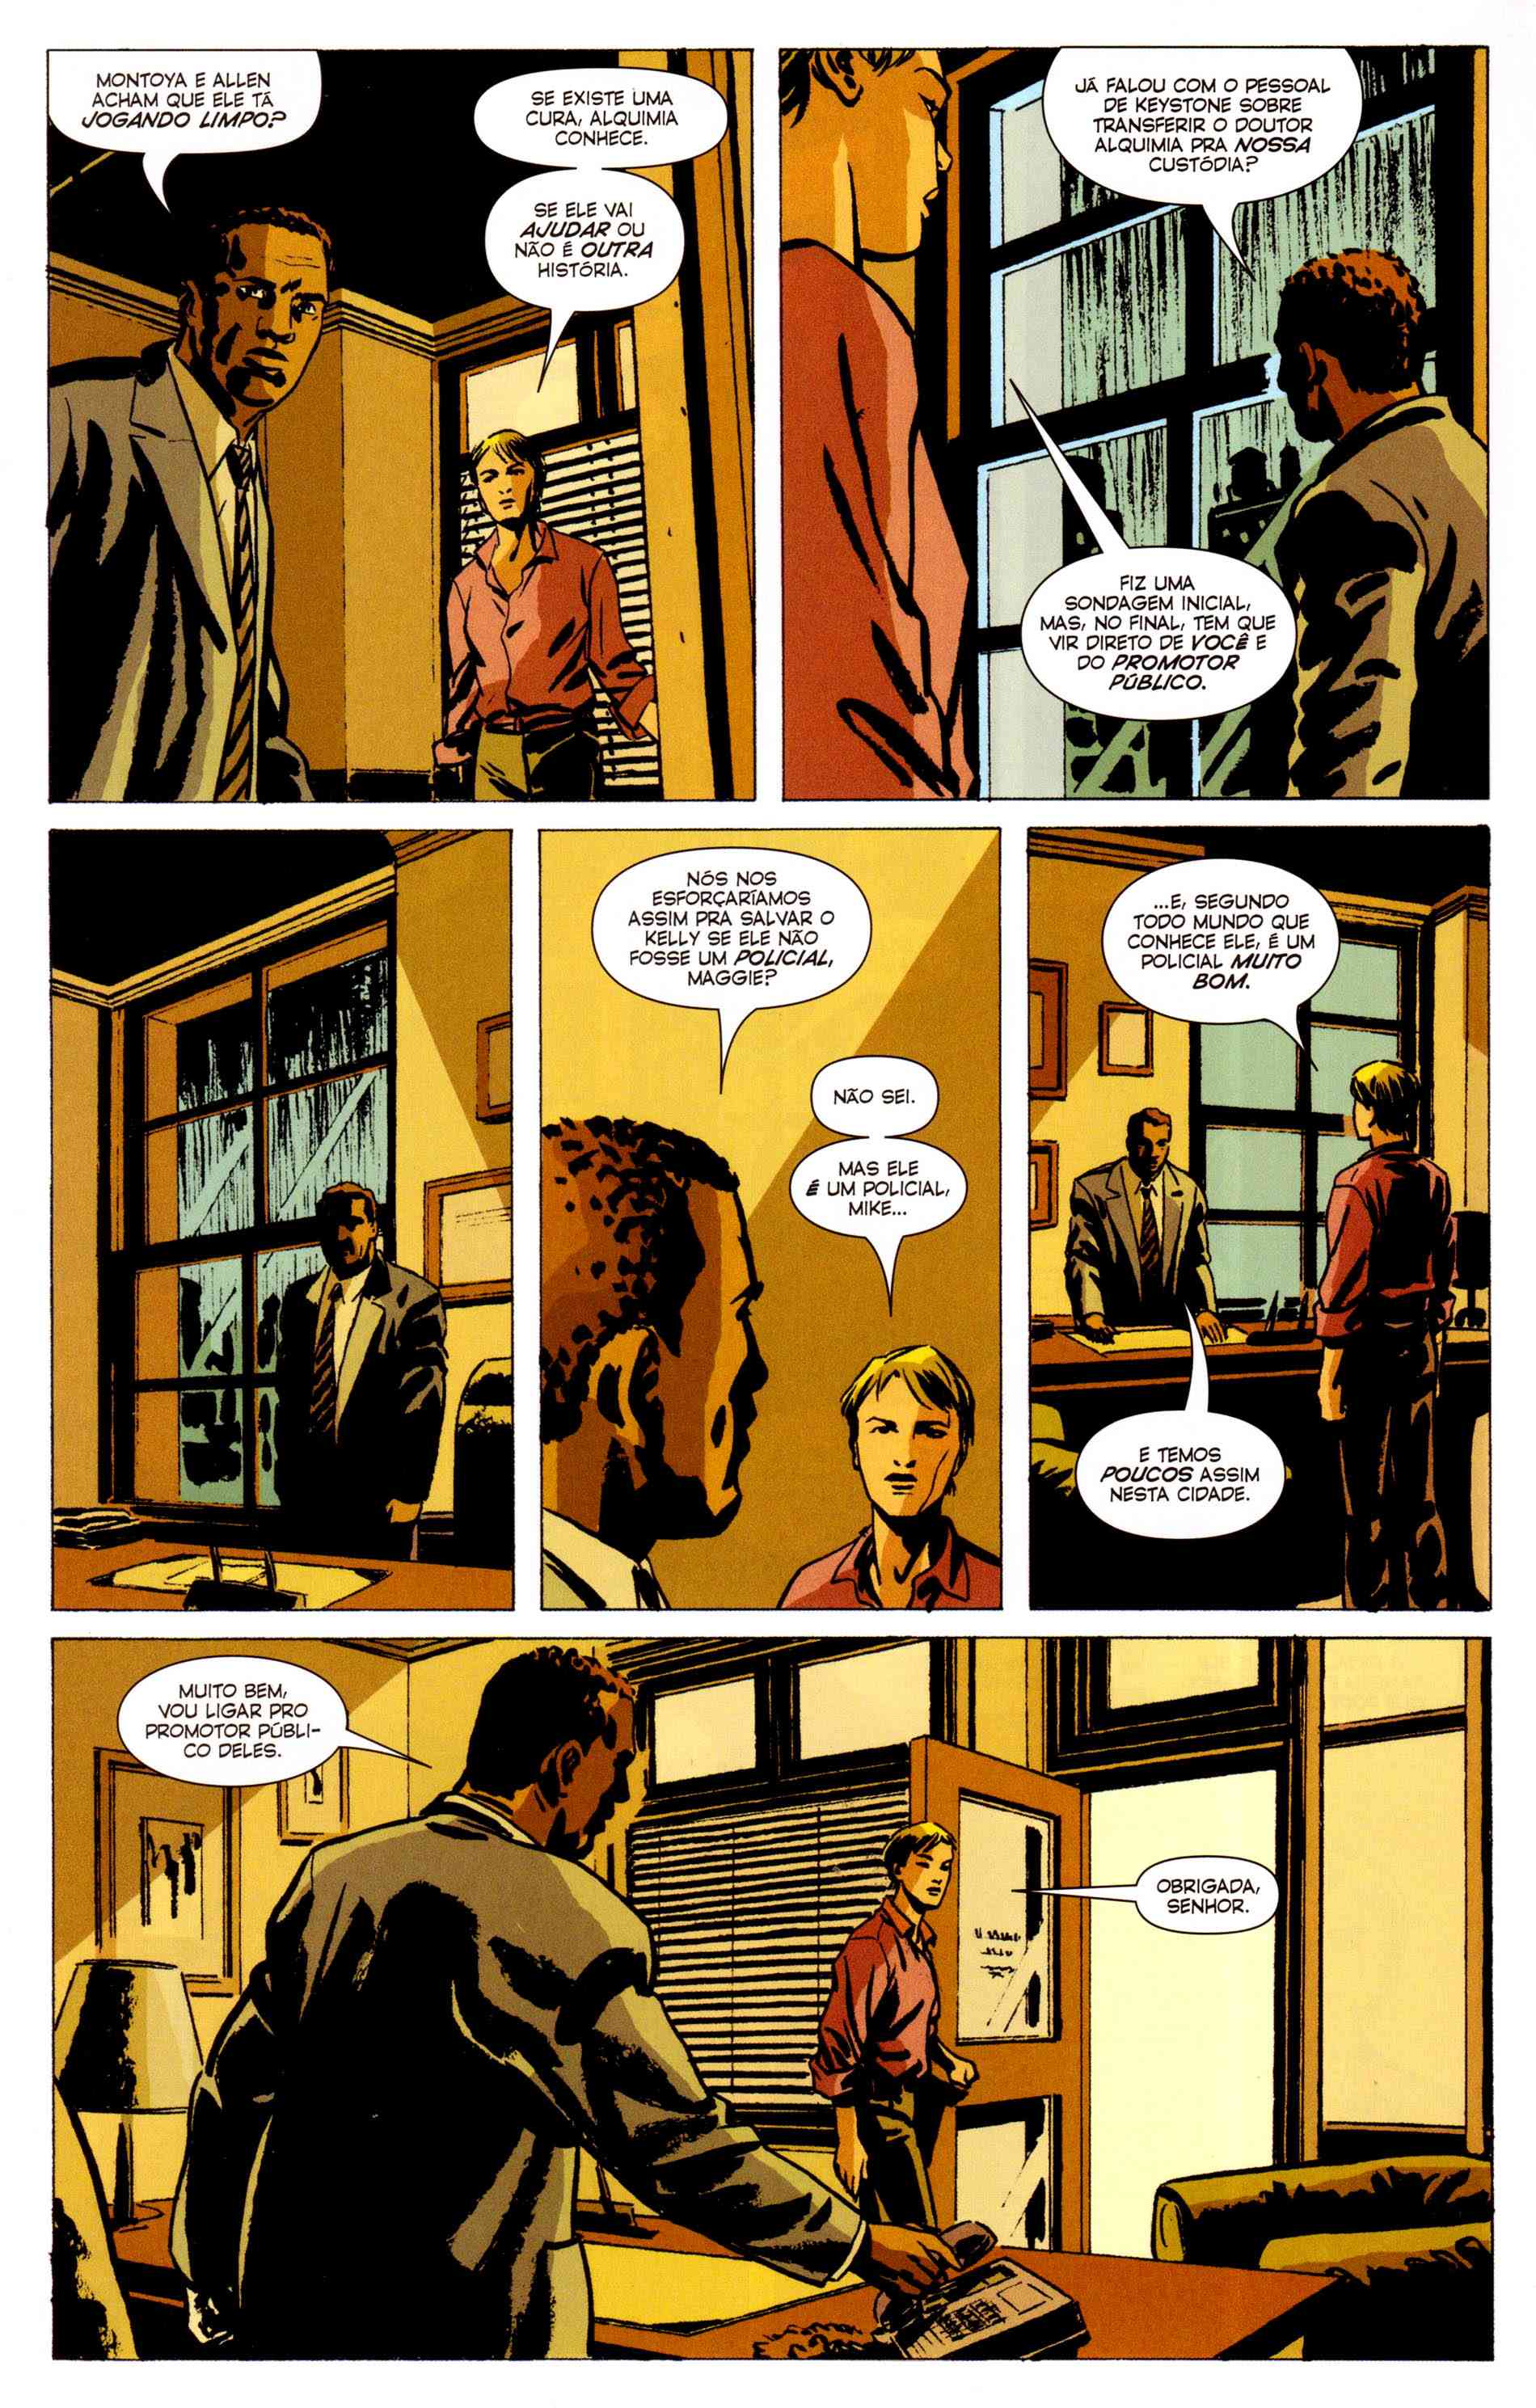 MONTOYA E ALLEN
ACHAM QUE ELE TÁ
JOGANDO LIMPO?
SE EXISTE UMA
CURA, ALQUIMIA
CONHECE.
SE ELE VAI
AJUDAR OU
NÃO É OUTRA
HISTÓRIA.
JÁ FALOU COM O PESSOAL
DE KEYSTONE SOBRE
TRANSFERIR O DOUTOR
ALQUIMIA PRA NOSSA
CUSTÓDIA?
FIZ UMA
SONDAGEM INICIAL,
MAS, NO FINAL, TEM QUE
VIR DIRETO DE VOCÊ E
DO PROMOTOR
PÚBLICO.
NÓS NOS
ESFORÇARÍAMOS
ASSIM PRA SALVAR O
KELLY SE ELE NÃO
FOSSE UM POLICIAL,
MAGGIE?
NÃO SEI.
MAS ELE
É UM POLICIAL,
MIKE...
...E, SEGUNDO
TODO MUNDO QUE
CONHECE ELE, É UM
POLICIAL MUITO
BOM.
E TEMOS
POUCOS ASSIM
NESTA CIDADE.
MUITO BEM,
VOU LIGAR PRO
PROMOTOR PÚBLI-
CO DELES.
OBRIGADA,
SENHOR.